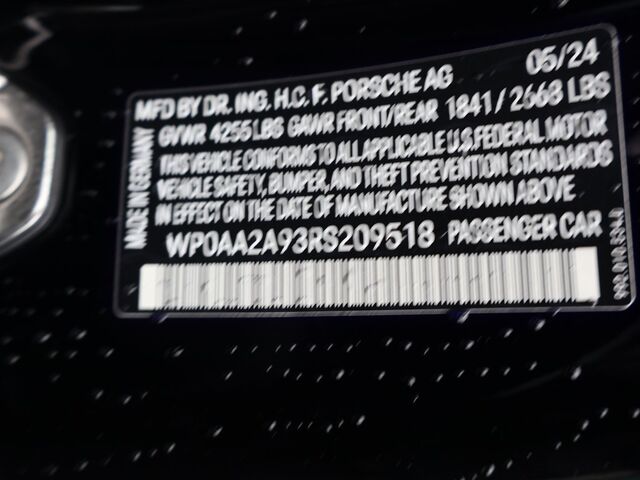 05/24
MFD BY DR. ING. H.C. F. PORSCHE AG
GVWR 4255 LBS GAWR FRONT/REAR 1841 / 2668 LBS
THIS VEHICLE CONFORMS TO ALL APPLICABLE U.S. FEDERAL MOTOR
VEHICLE SAFETY, BUMPER, AND THEFT PREVENTION STANDARDS
IN EFFECT ON THE DATE OF MANUFACTURE SHOWN ABOVE
WP0AA2A93RS209518 PASSENGER CAR
MADE IN GERMANY